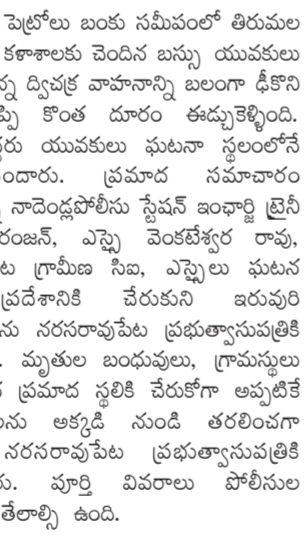 పెట్రోలు బంకు సమీపంలో తిరుమల
కళాశాలకు చెందిన బస్సు యువకులు
న్న ద్విచక్ర వాహనాన్ని బలంగా ఢీకొని
ప్పి కొంత దూరం ఈడ్చుకెళ్ళింది.
ద్దరు యువకులు ఘటనా స్థలంలోనే
ందారు. ప్రమాద సమాచారం
నాదెండ్లపోలీసు స్టేషన్ ఇంఛార్జి ట్రైనీ
రంజన్, ఎస్సై వెంకటేశ్వర రావు,
ట గ్రామీణ సిఐ, ఎస్సైలు ఘటన
ప్రదేశానికి చేరుకుని ఇరువురి
ను నరసరావుపేట ప్రభుత్వాసుపత్రికి
. మృతుల బంధువులు, గ్రామస్థులు
ప్రమాద స్థలికి చేరుకోగా అప్పటికే
లను అక్కడి నుండి తరలించగా
నరసరావుపేట ప్రభుత్వాసుపత్రికి
రు. పూర్తి వివరాలు పోలీసుల
తేలాల్సి ఉంది.